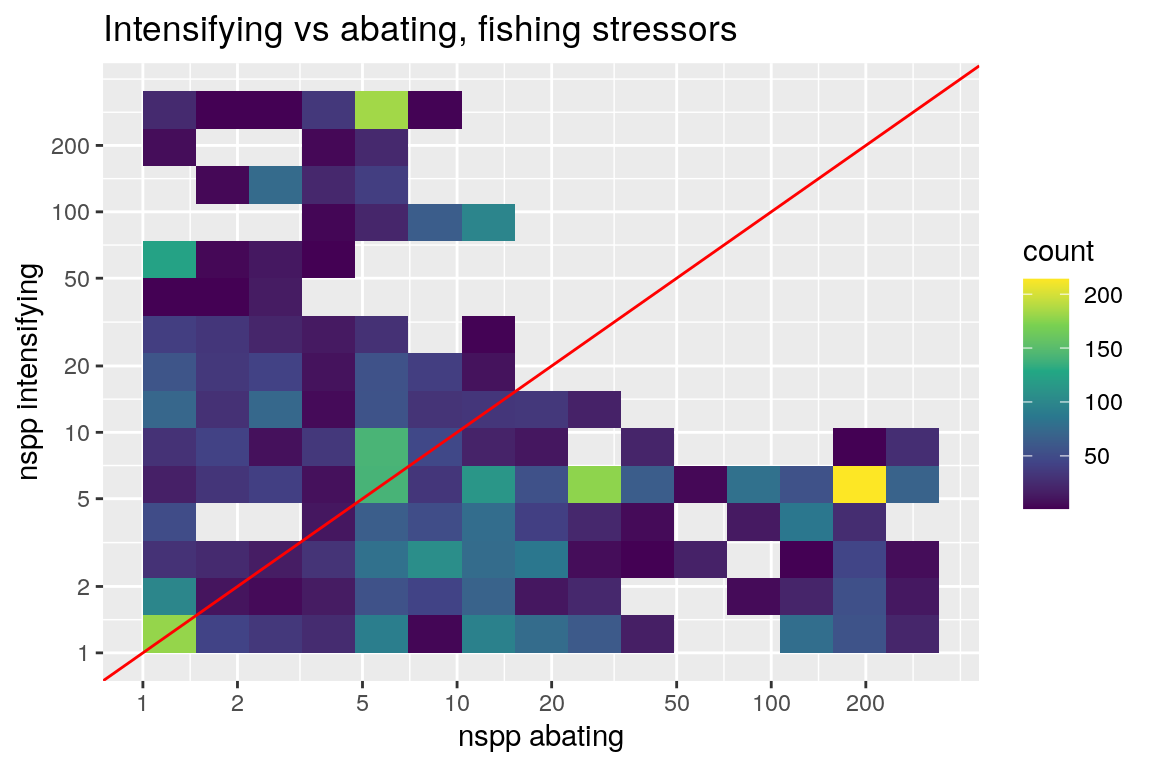 Intensifying vs abating, fishing stressors
nspp intensifying
200
100
50
20
10
5
2
1
1 2 5 10 20 50 100 200
nspp abating
count
200
150
100
50